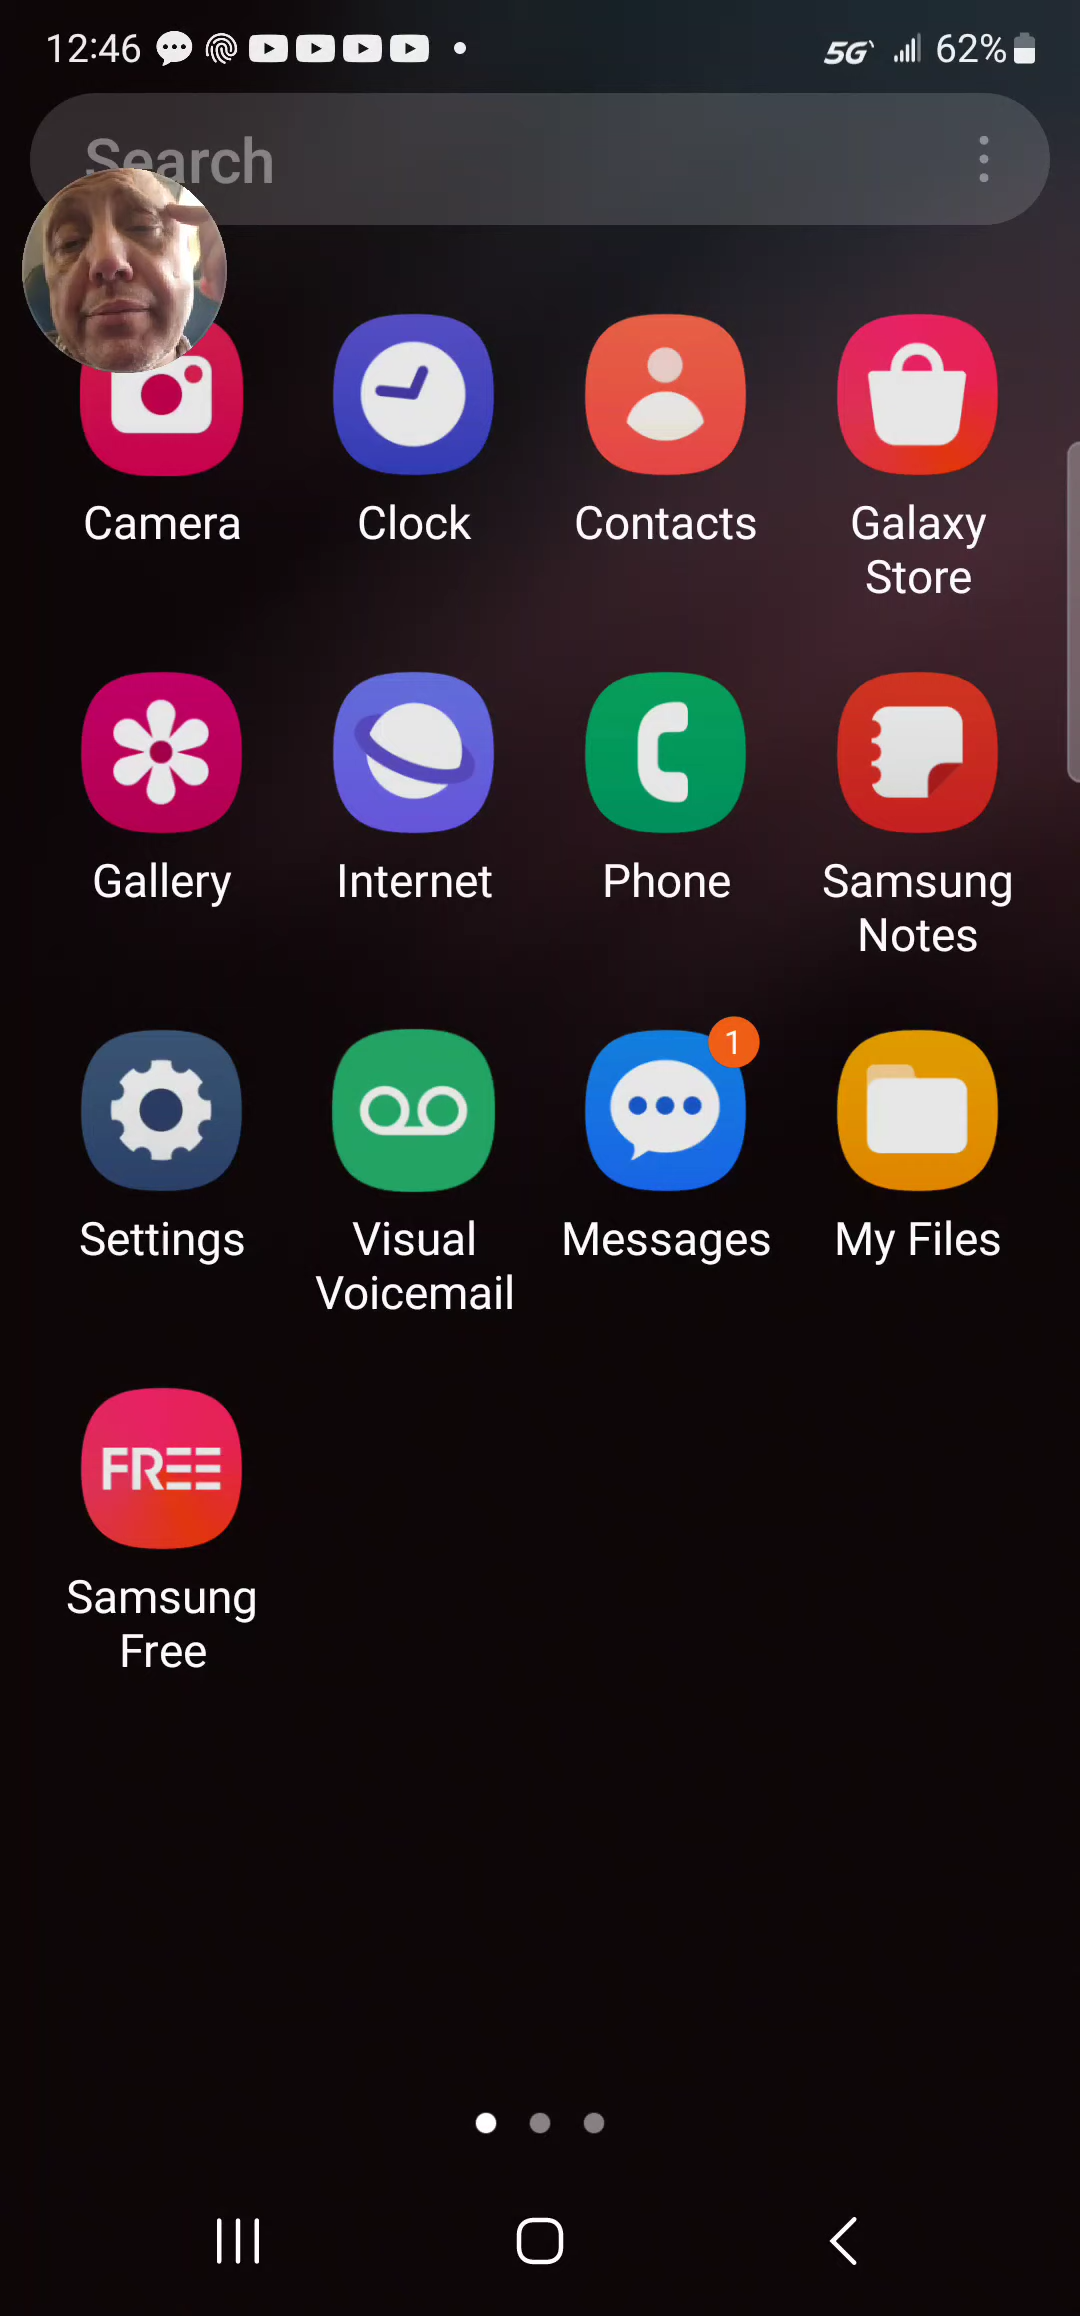 12:46 5G 62%
Search
Camera Clock Contacts Galaxy
Store
Gallery Internet Phone Samsung
Notes
1
Settings Visual Messages My Files
Voicemail
FREE
Samsung
Free